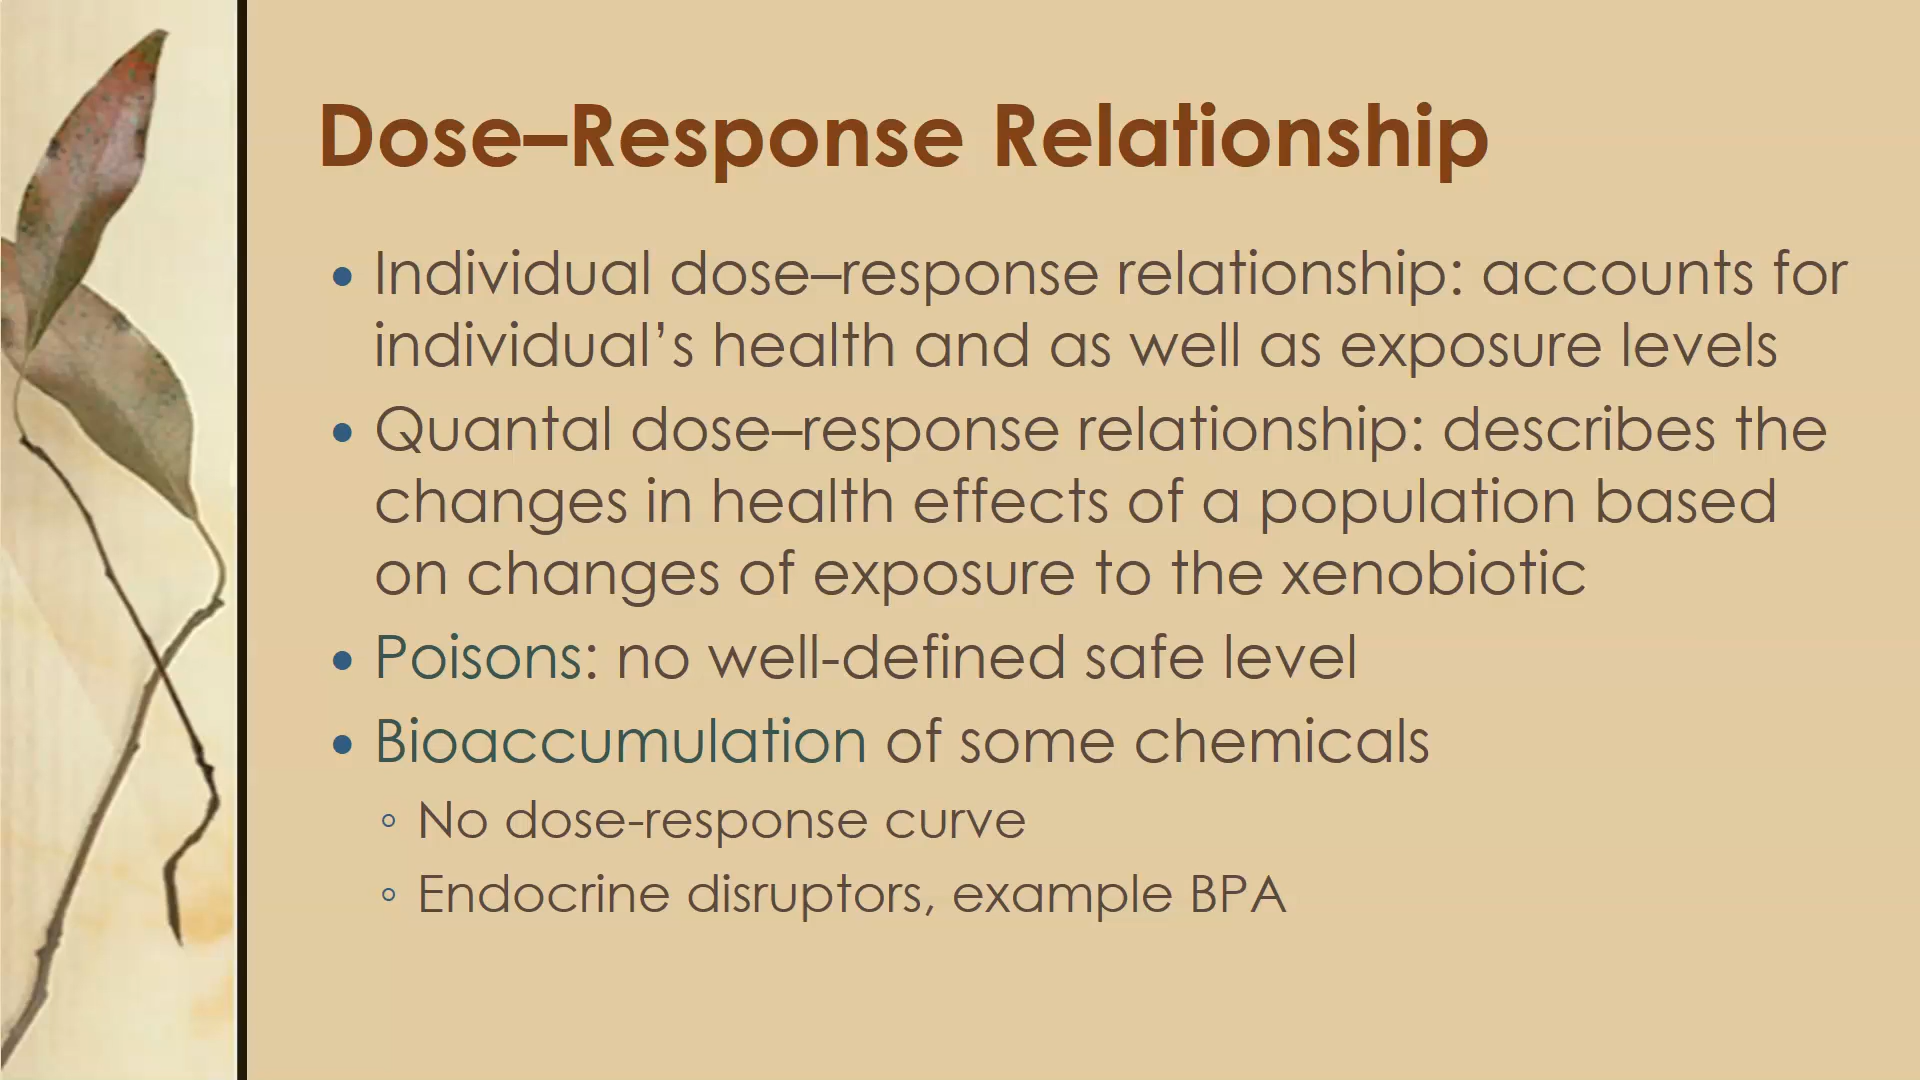 Dose–Response Relationship
• Individual dose–response relationship: accounts for
individual’s health and as well as exposure levels
• Quantal dose–response relationship: describes the
changes in health effects of a population based
on changes of exposure to the xenobiotic
• Poisons: no well-defined safe level
• Bioaccumulation of some chemicals
◦ No dose-response curve
◦ Endocrine disruptors, example BPA